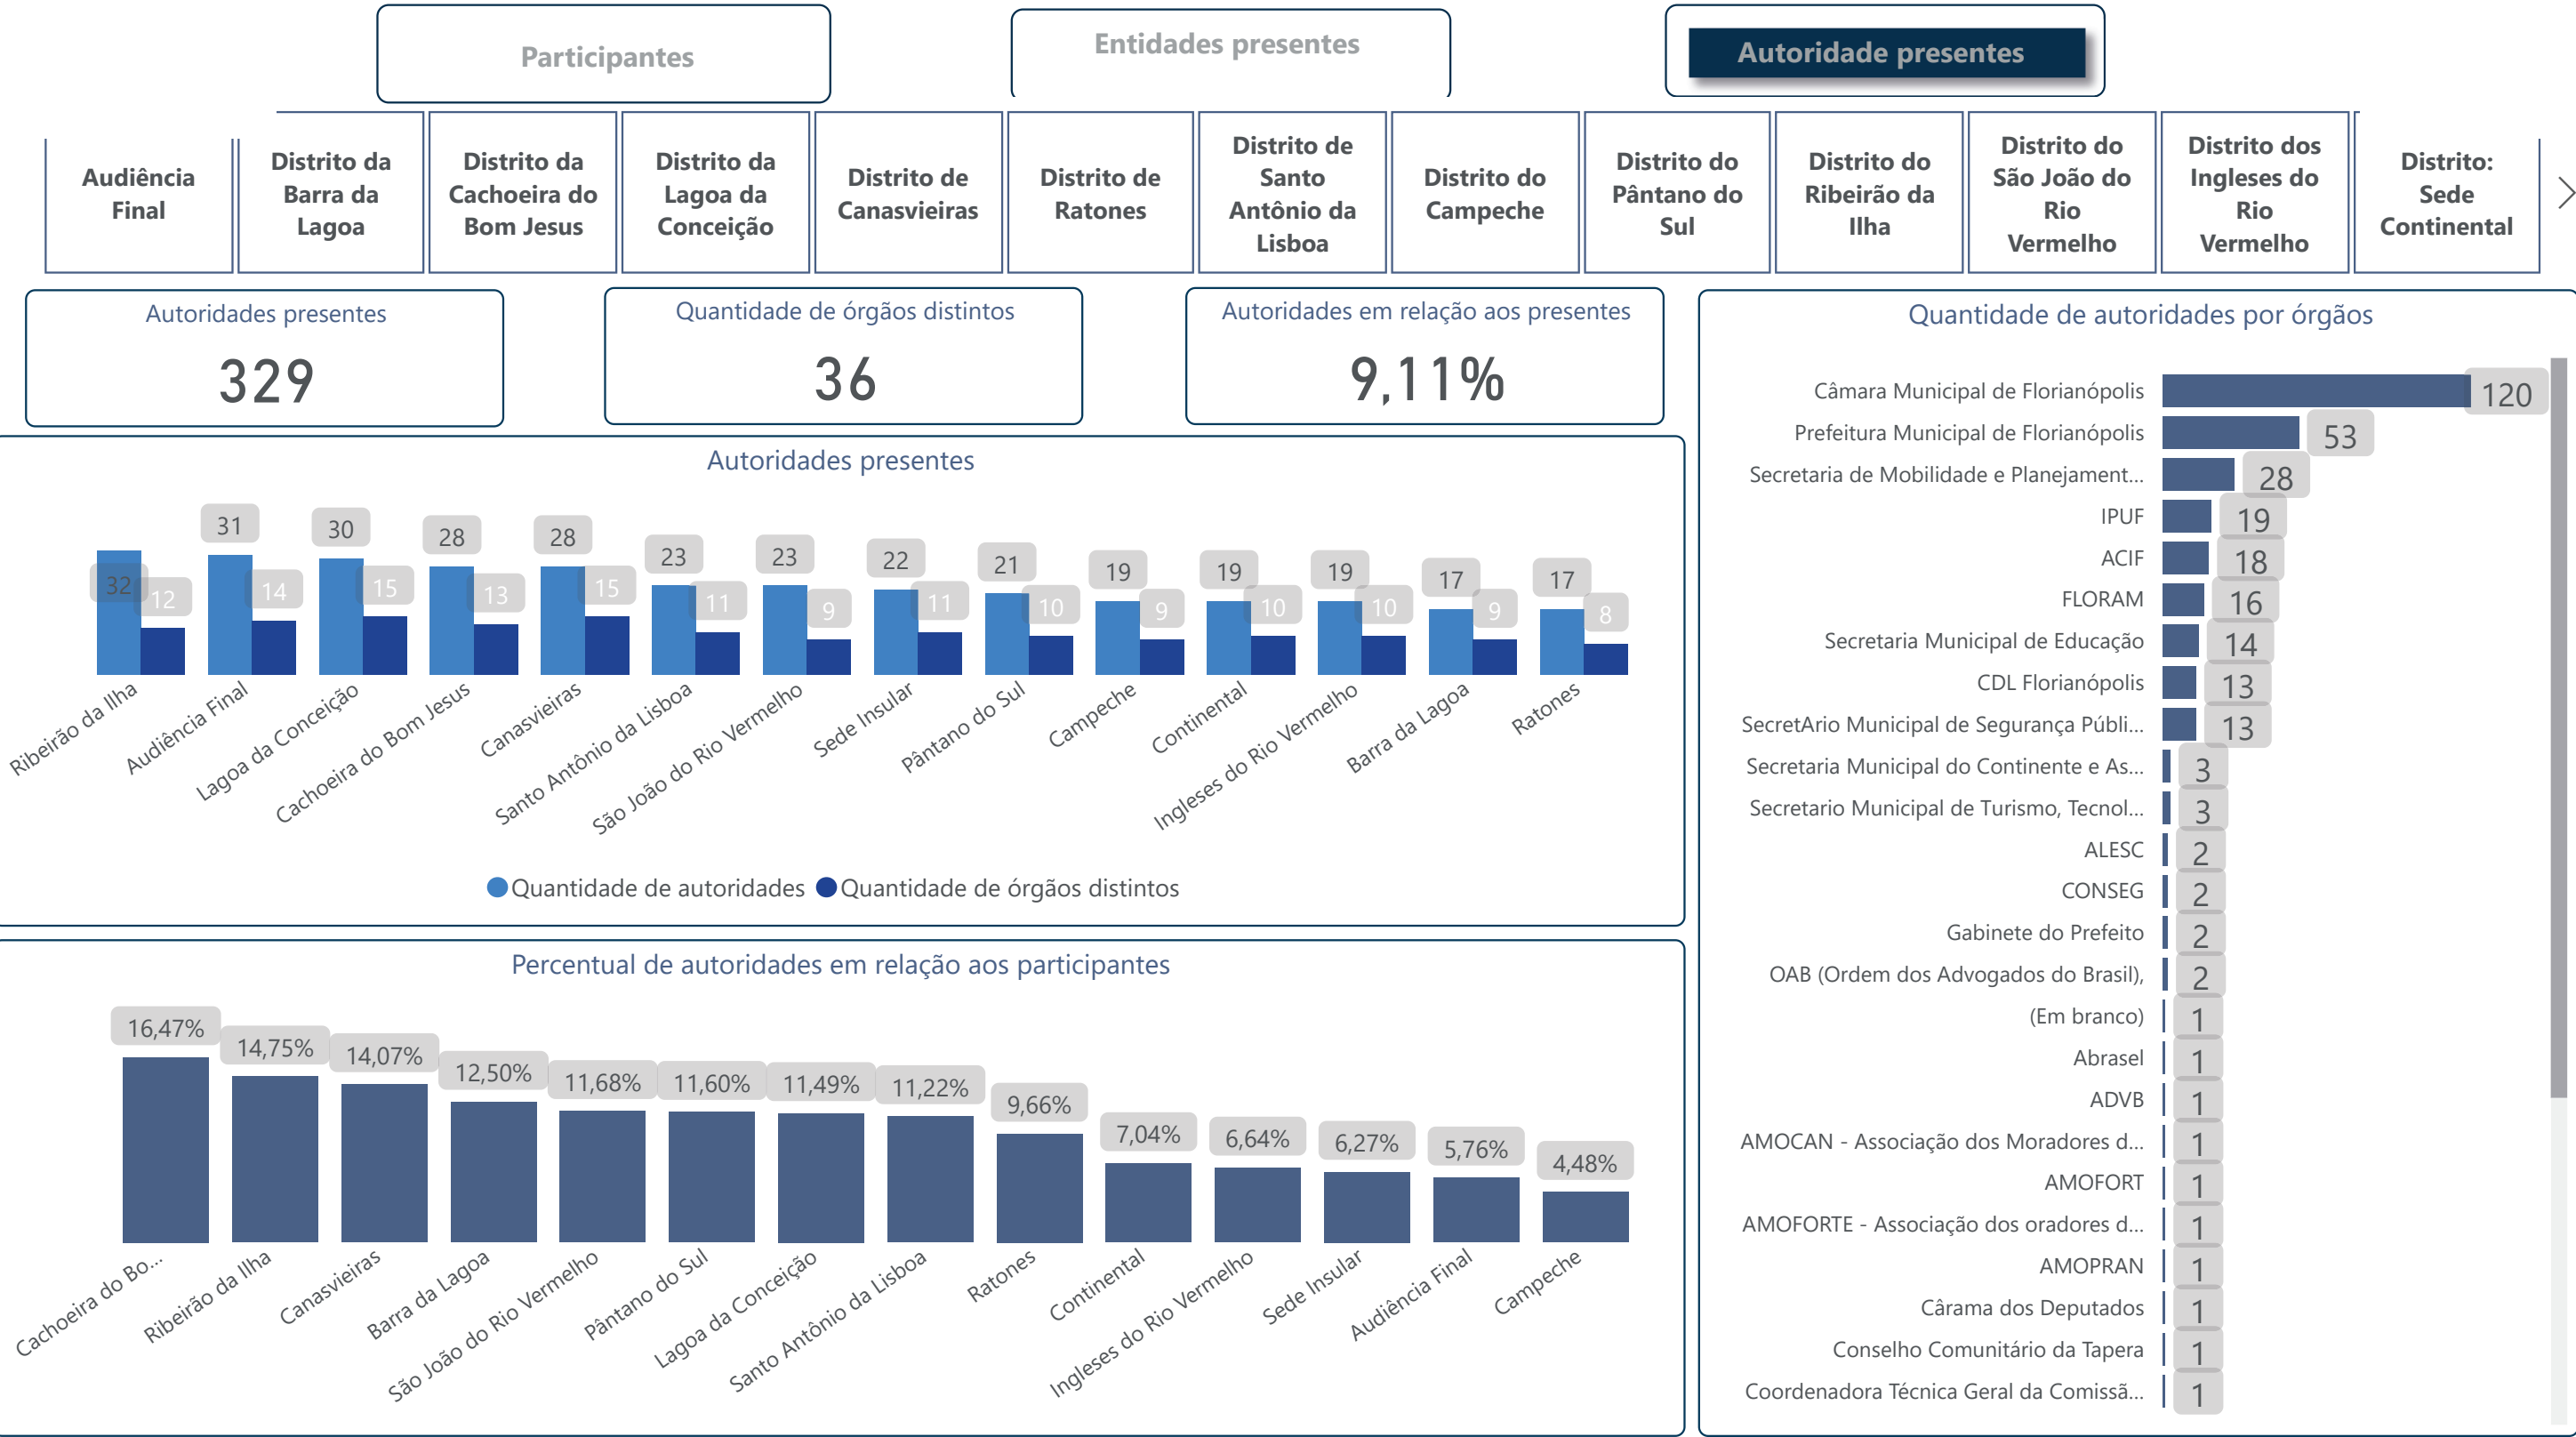 Participantes
Entidades presentes
Autoridade presentes
Audiência
Final
Distrito da
Barra da
Lagoa
Distrito da
Cachoeira do
Bom Jesus
Distrito da
Lagoa da
Conceição
Distrito de
Canasvieiras
Distrito de
Ratones
Distrito de
Santo
Antônio da
Lisboa
Distrito do
Campeche
Distrito do
Pântano do
Sul
Distrito do
Ribeirão da
Ilha
Distrito do
São João do
Rio
Vermelho
Distrito dos
Ingleses do
Rio
Vermelho
Distrito:
Sede
Continental
Autoridades presentes
329
Quantidade de órgãos distintos
36
Autoridades em relação aos presentes
9,11%
Autoridades presentes
32 12 31 14 30 15 28 13 28 15 23 11 23 9 22 11 21 10 19 9 19 10 19 10 17 9 17 8
Ribeirão da Ilha
Audiência Final
Lagoa da Conceição
Cachoeira do Bom Jesus
Canasvieiras
Santo Antônio da Lisboa
São João do Rio Vermelho
Sede Insular
Pântano do Sul
Campeche
Continental
Ingleses do Rio Vermelho
Barra da Lagoa
Ratones
Quantidade de autoridades Quantidade de órgãos distintos
Percentual de autoridades em relação aos participantes
16,47% 14,75% 14,07% 12,50% 11,68% 11,60% 11,49% 11,22% 9,66% 7,04% 6,64% 6,27% 5,76% 4,48%
Cachoeira do Bo...
Ribeirão da Ilha
Canasvieiras
Barra da Lagoa
São João do Rio Vermelho
Pântano do Sul
Lagoa da Conceição
Santo Antônio da Lisboa
Ratones
Continental
Ingleses do Rio Vermelho
Sede Insular
Audiência Final
Campeche
Quantidade de autoridades por órgãos
Câmara Municipal de Florianópolis 120
Prefeitura Municipal de Florianópolis 53
Secretaria de Mobilidade e Planejament... 28
IPUF 19
ACIF 18
FLORAM 16
Secretaria Municipal de Educação 14
CDL Florianópolis 13
SecretArio Municipal de Segurança Públi... 13
Secretaria Municipal do Continente e As... 3
Secretario Municipal de Turismo, Tecnol... 3
ALESC 2
CONSEG 2
Gabinete do Prefeito 2
OAB (Ordem dos Advogados do Brasil), 2
(Em branco) 1
Abrasel 1
ADVB 1
AMOCAN - Associação dos Moradores d... 1
AMOFORT 1
AMOFORTE - Associação dos oradores d... 1
AMOPRAN 1
Cârama dos Deputados 1
Conselho Comunitário da Tapera 1
Coordenadora Técnica Geral da Comissã... 1